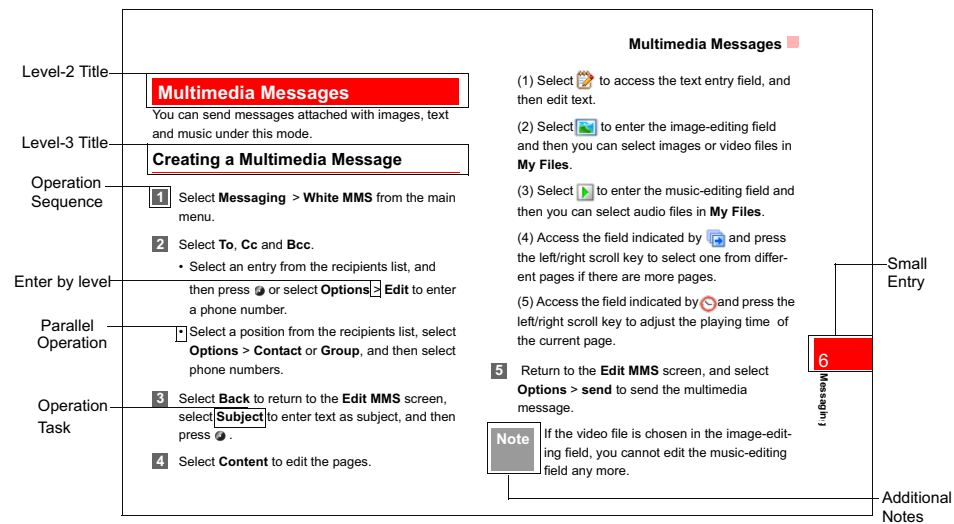 Level-2 Title
Level-3 Title
Operation
Sequence
Enter by level
Parallel
Operation
Operation
Task
Multimedia Messages
You can send messages attached with images, text
and music under this mode.
Creating a Multimedia Message
1 Select Messaging > White MMS from the main
menu.
2 Select To, Cc and Bcc.
• Select an entry from the recipients list, and
then press or select Options > Edit to enter
a phone number.
• Select a position from the recipients list, select
Options > Contact or Group, and then select
phone numbers.
3 Select Back to return to the Edit MMS screen,
select Subject to enter text as subject, and then
press .
4 Select Content to edit the pages.
Multimedia Messages
(1) Select to access the text entry field, and
then edit text.
(2) Select to enter the image-editing field
and then you can select images or video files in
My Files.
(3) Select to enter the music-editing field and
then you can select audio files in My Files.
(4) Access the field indicated by and press
the left/right scroll key to select one from differ-
ent pages if there are more pages.
(5) Access the field indicated by and press the
left/right scroll key to adjust the playing time of
the current page.
5 Return to the Edit MMS screen, and select
Options > send to send the multimedia
message.
Note If the video file is chosen in the image-edit-
ing field, you cannot edit the music-editing
field any more.
6
Messaging
Small
Entry
Additional
Notes